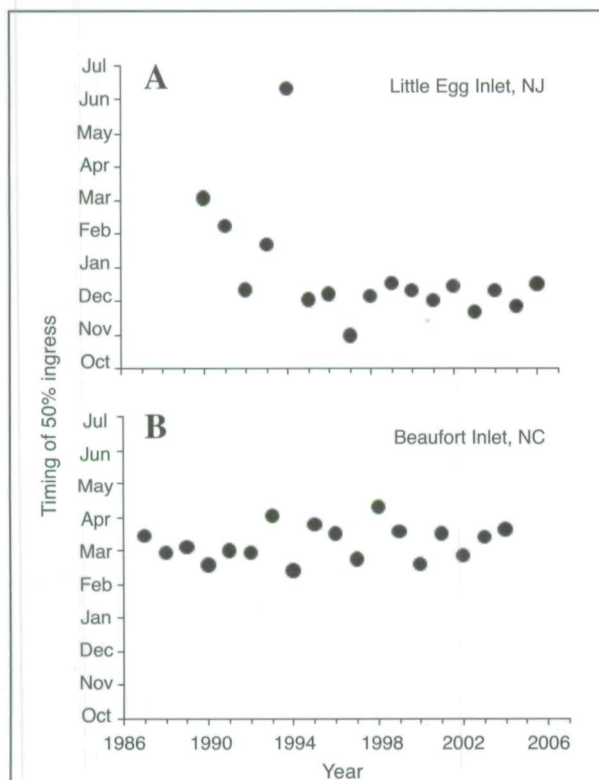 A
Little Egg Inlet, NJ
Jul
Jun
May
Apr
Mar
Feb
Jan
Dec
Nov
Oct
Timing of 50% ingress
B
Beaufort Inlet, NC
Jul
Jun
May
Apr
Mar
Feb
Jan
Dec
Nov
Oct
1986 1990 1994 1998 2002 2006
Year